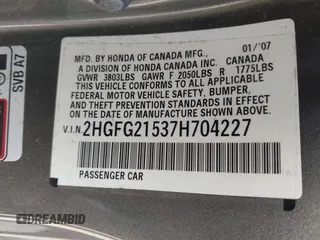 MFD. BY HONDA OF CANADA MFG., 01/'07
A DIVISION OF HONDA CANADA INC. CANADA
GVWR 3803LBS GAWR F 2050LBS R 1775LBS
THIS VEHICLE CONFORMS TO ALL APPLICABLE
FEDERAL MOTOR VEHICLE SAFETY, BUMPER,
AND THEFT PREVENTION STANDARDS IN EFFECT
ON THE DATE OF MANUFACTURE SHOWN ABOVE.
V.I.N. 2HGFG21537H704227
PASSENGER CAR
SVB A7
DREAMBID